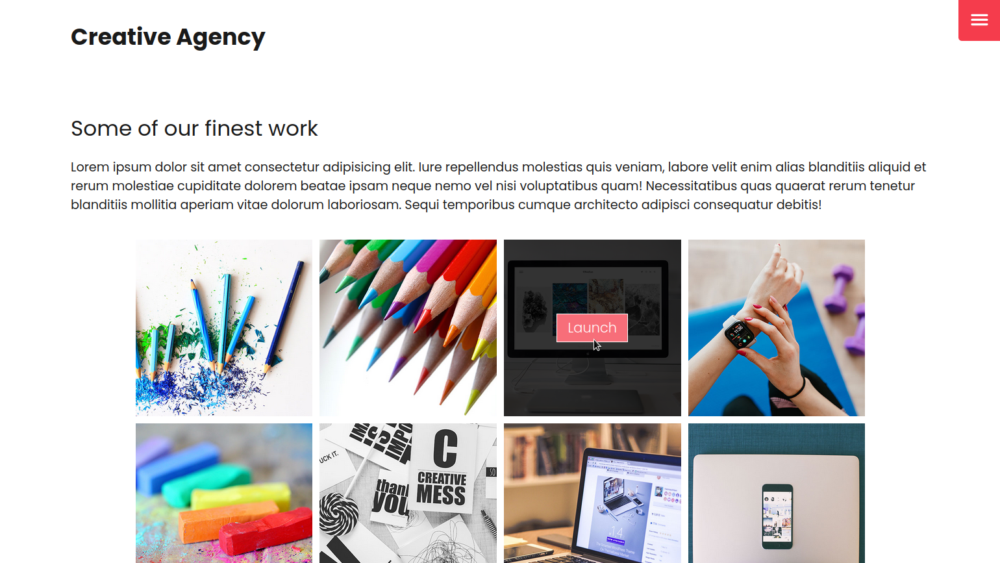 Creative Agency
Some of our finest work
Lorem ipsum dolor sit amet consectetur adipisicing elit. Iure repellendus molestias quis veniam, labore velit enim alias blanditiis aliquid et
rerum molestiae cupiditate dolorem beatae ipsam neque nemo vel nisi voluptatibus quam! Necessitatibus quas quaerat rerum tenetur
blanditiis mollitia aperiam vitae dolorum laboriosam. Sequi temporibus cumque architecto adipisci consequatur debitis!
Launch
UCK IT.
C
CREATIVE
MESS
thank
YOU